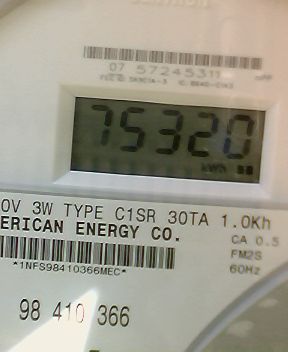 07 57245311
75320
kWh
0V 3W TYPE C1SR 30TA 1.0Kh
ERICAN ENERGY CO.
CA 0.5
FM2S
60Hz
*1NFS98410366MEC*
98 410 366